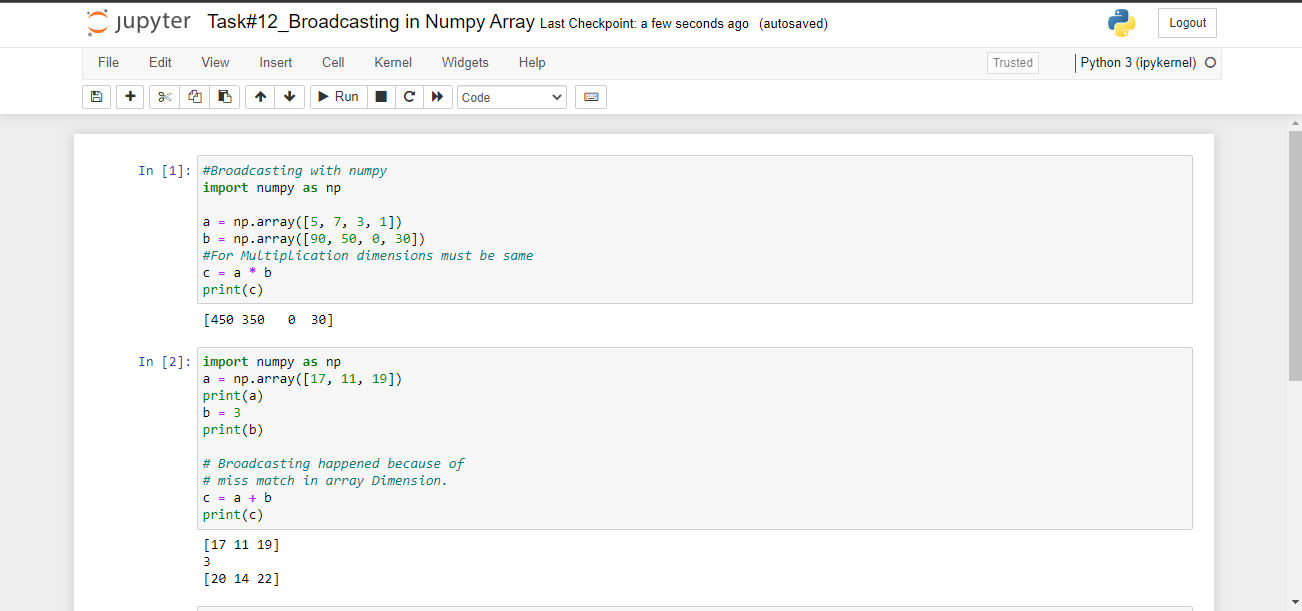 jupyter Task#12_Broadcasting in Numpy Array Last Checkpoint: a few seconds ago (autosaved) Logout
File Edit View Insert Cell Kernel Widgets Help Trusted Python 3 (ipykernel)
Run Code
In [1]: #Broadcasting with numpy
import numpy as np
a = np.array([5, 7, 3, 1])
b = np.array([90, 50, 0, 30])
#For Multiplication dimensions must be same
c = a * b
print(c)
[450 350   0  30]
In [2]: import numpy as np
a = np.array([17, 11, 19])
print(a)
b = 3
print(b)
# Broadcasting happened because of
# miss match in array Dimension.
c = a + b
print(c)
[17 11 19]
3
[20 14 22]